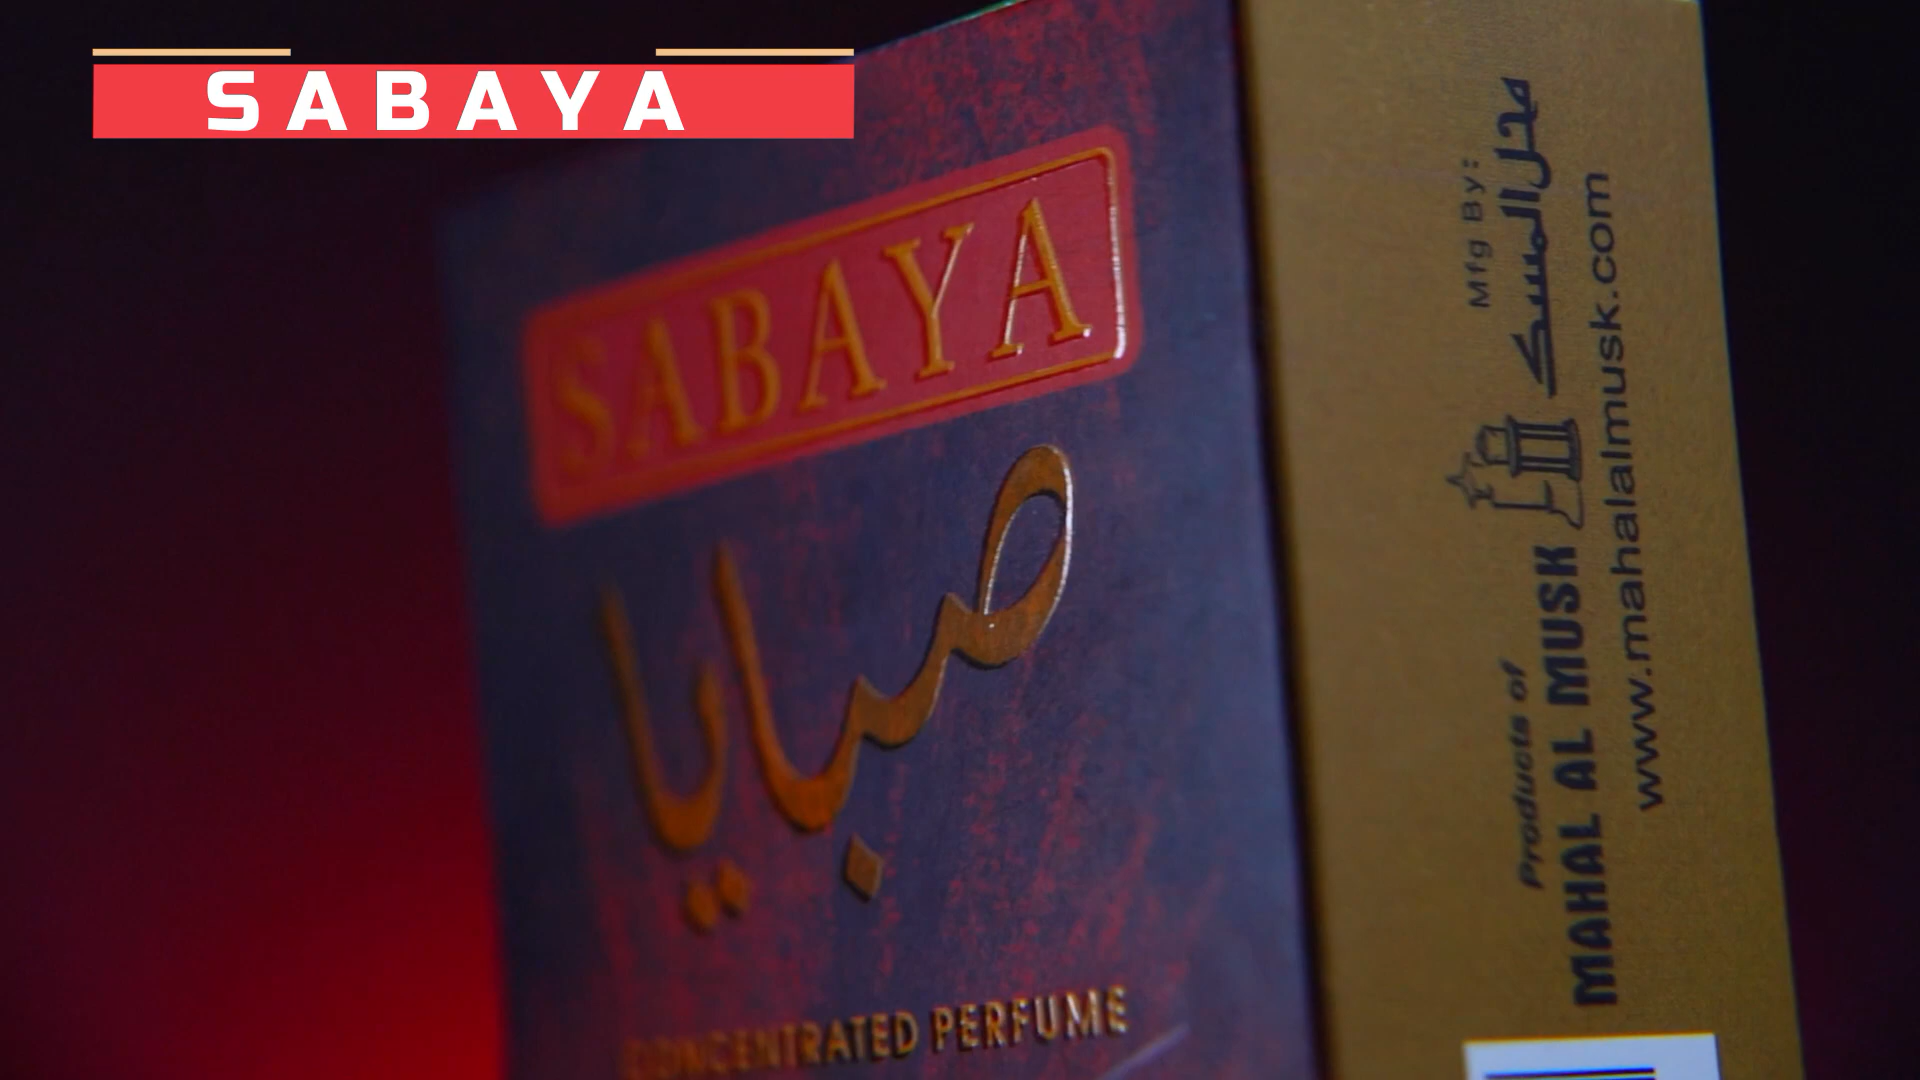 SABAYA
SABAYA
صبايا
CONCENTRATED PERFUME
Mfg By:
محل المسك
Products of
MAHAL AL MUSK
www.mahalalmusk.com